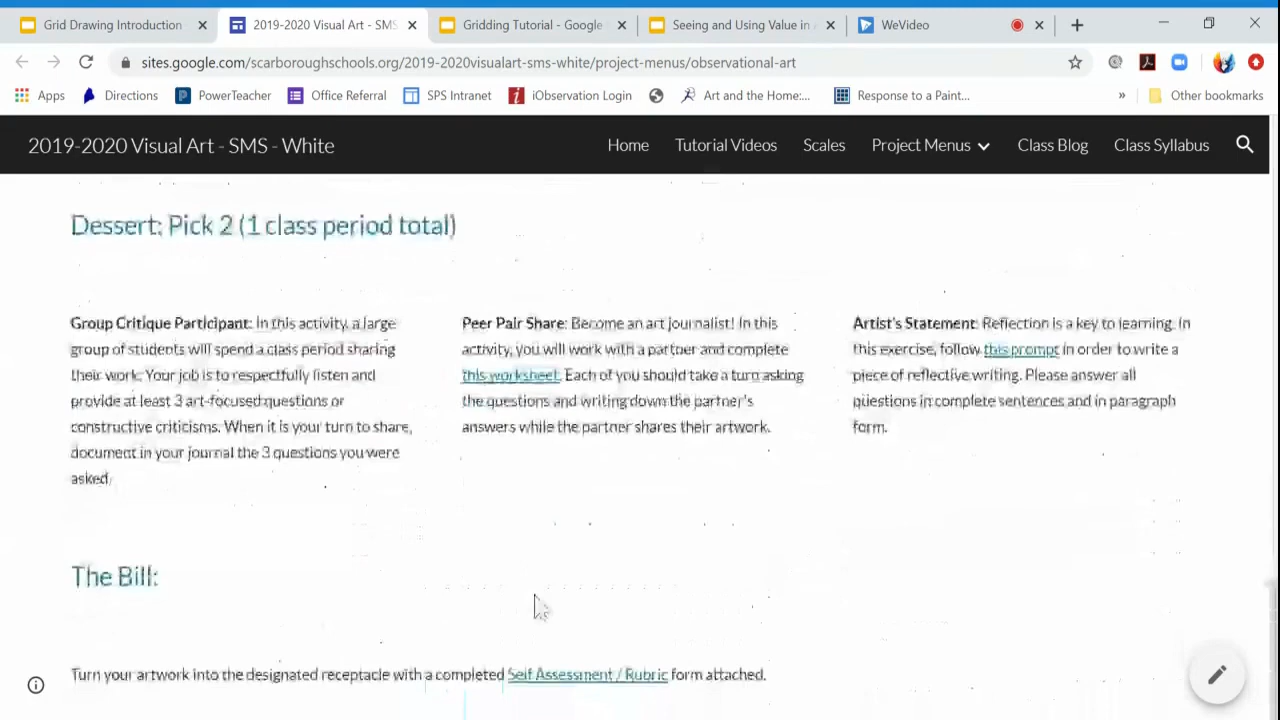 Grid Drawing Introduction
2019-2020 Visual Art - SMS
Gridding Tutorial - Google
Seeing and Using Value in
WeVideo
sites.google.com/scarboroughschools.org/2019-2020visualart-sms-white/project-menus/observational-art
Apps
Directions
PowerTeacher
Office Referral
SPS Intranet
iObservation Login
Art and the Home:...
Response to a Paint...
»
Other bookmarks
2019-2020 Visual Art - SMS - White
Home
Tutorial Videos
Scales
Project Menus
Class Blog
Class Syllabus
Dessert: Pick 2 (1 class period total)
Group Critique Participant: In this activity, a large
group of students will spend a class period sharing
their work. Your job is to respectfully listen and
provide at least 3 art-focused questions or
constructive criticisms. When it is your turn to share,
document in your journal the 3 questions you were
asked.
Peer Pair Share: Become an art journalist! In this
activity, you will work with a partner and complete
this worksheet. Each of you should take a turn asking
the questions and writing down the partner's
answers while the partner shares their artwork.
Artist's Statement: Reflection is a key to learning. In
this exercise, follow this prompt in order to write a
piece of reflective writing. Please answer all
questions in complete sentences and in paragraph
form.
The Bill:
Turn your artwork into the designated receptacle with a completed Self Assessment / Rubric form attached.